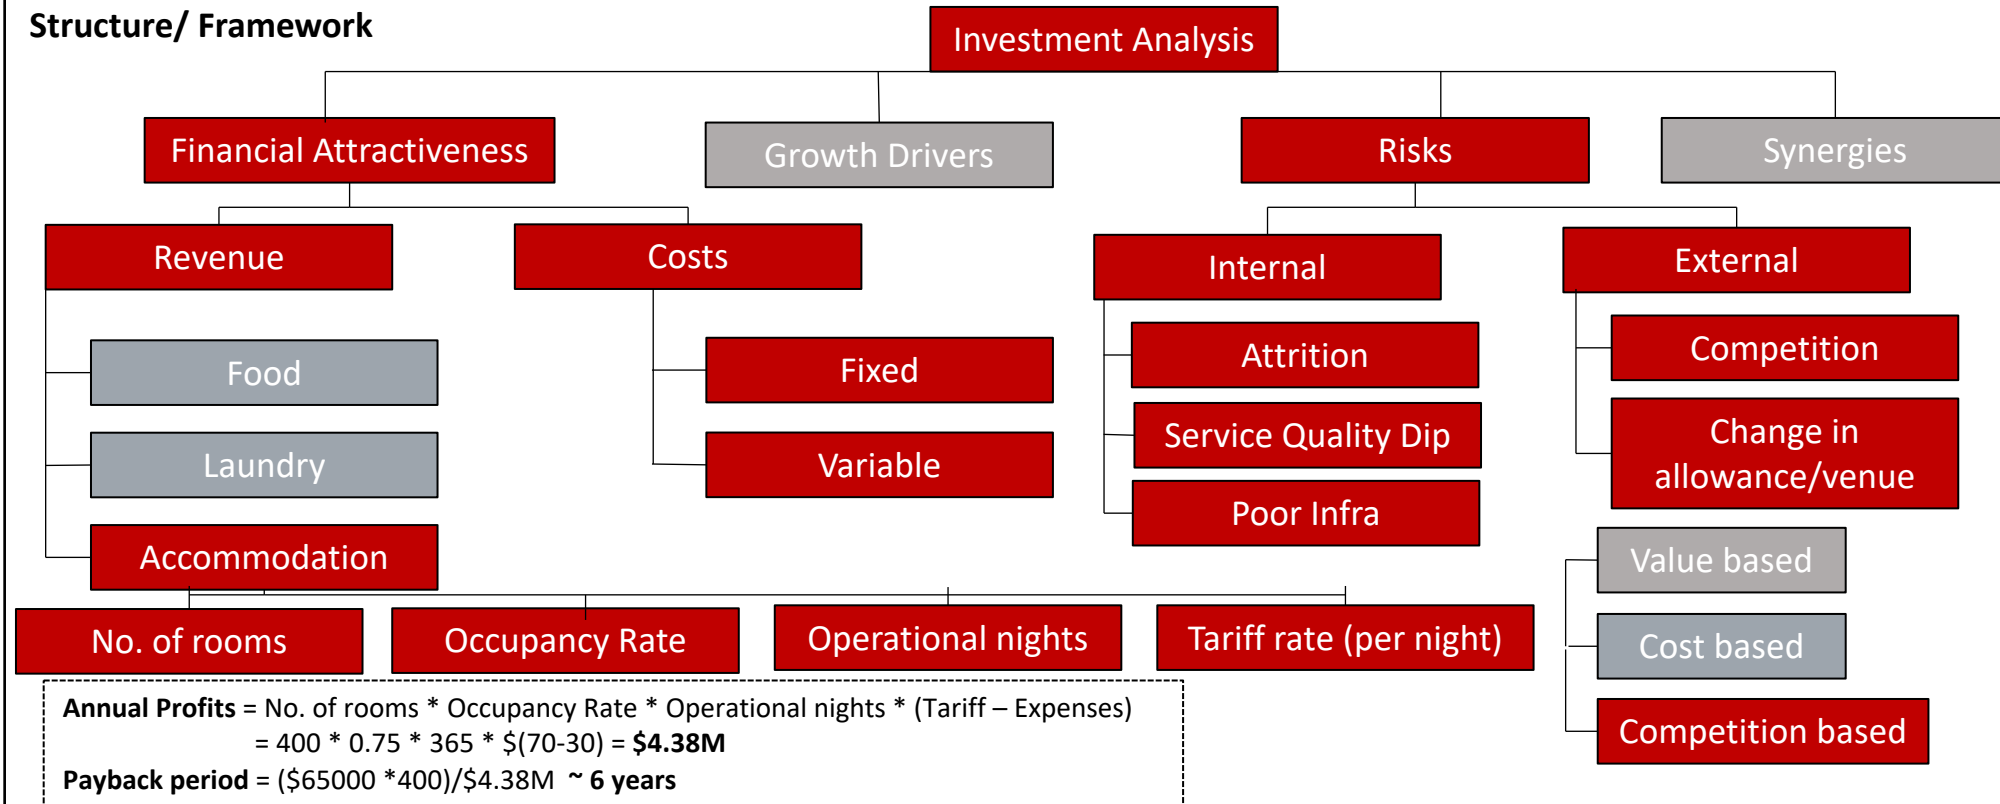 Structure/ Framework
Investment Analysis
Financial Attractiveness
Growth Drivers
Risks
Synergies
Revenue
Costs
Internal
External
Food
Laundry
Accommodation
Fixed
Variable
Attrition
Service Quality Dip
Poor Infra
Competition
Change in
allowance/venue
No. of rooms
Occupancy Rate
Operational nights
Tariff rate (per night)
Value based
Cost based
Competition based
Annual Profits = No. of rooms * Occupancy Rate * Operational nights * (Tariff – Expenses)
= 400 * 0.75 * 365 * $(70-30) = $4.38M
Payback period = ($65000 *400)/$4.38M ~ 6 years